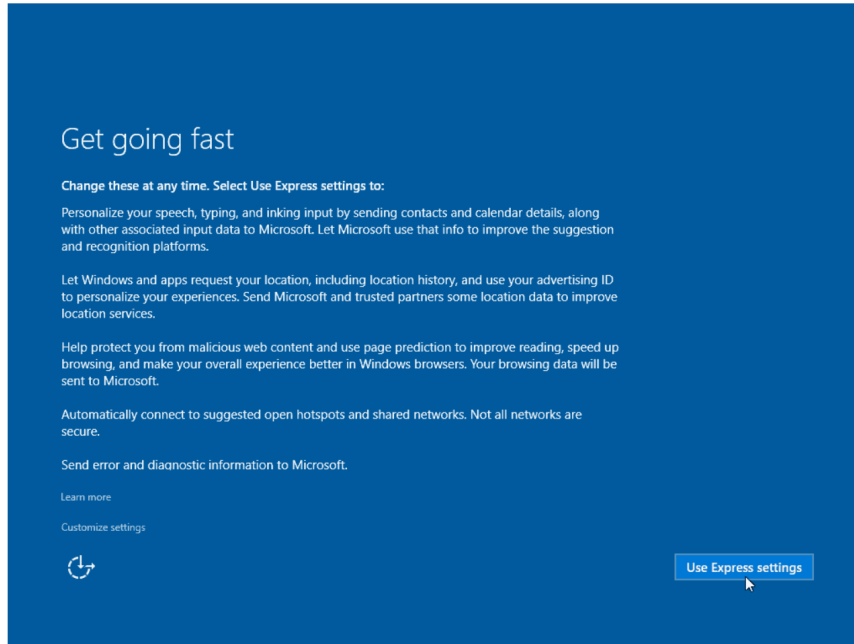 Get going fast
Change these at any time. Select Use Express settings to:
Personalize your speech, typing, and inking input by sending contacts and calendar details, along
with other associated input data to Microsoft. Let Microsoft use that info to improve the suggestion
and recognition platforms.
Let Windows and apps request your location, including location history, and use your advertising ID
to personalize your experiences. Send Microsoft and trusted partners some location data to improve
location services.
Help protect you from malicious web content and use page prediction to improve reading, speed up
browsing, and make your overall experience better in Windows browsers. Your browsing data will be
sent to Microsoft.
Automatically connect to suggested open hotspots and shared networks. Not all networks are
secure.
Send error and diagnostic information to Microsoft.
Learn more
Customize settings
Use Express settings